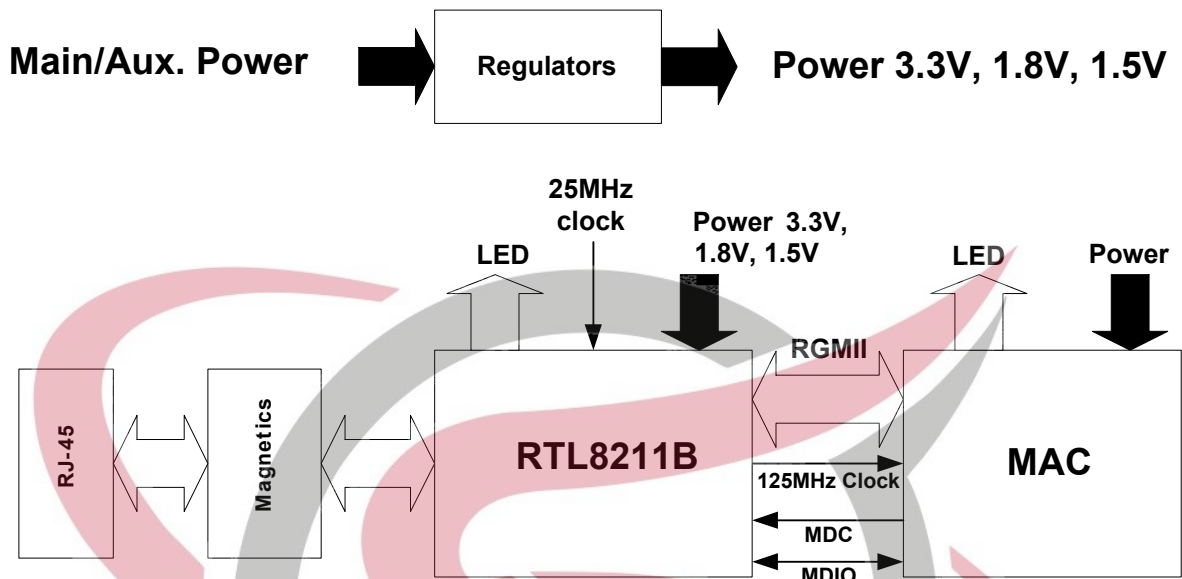 Main/Aux. Power
Regulators
Power 3.3V, 1.8V, 1.5V
25MHz
clock
Power 3.3V,
1.8V, 1.5V
LED
LED
Power
RGMII
RJ-45
Magnetics
RTL8211B
MAC
125MHz Clock
MDC
MDIO